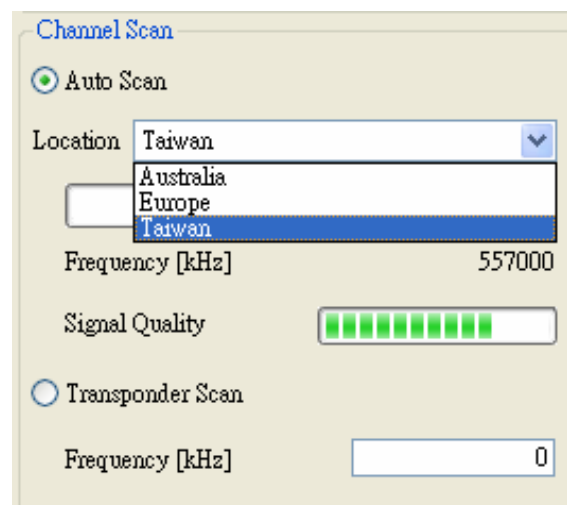 Channel Scan
Auto Scan
Location Taiwan
Australia
Europe
Taiwan
Frequency [kHz] 557000
Signal Quality
Transponder Scan
Frequency [kHz] 0